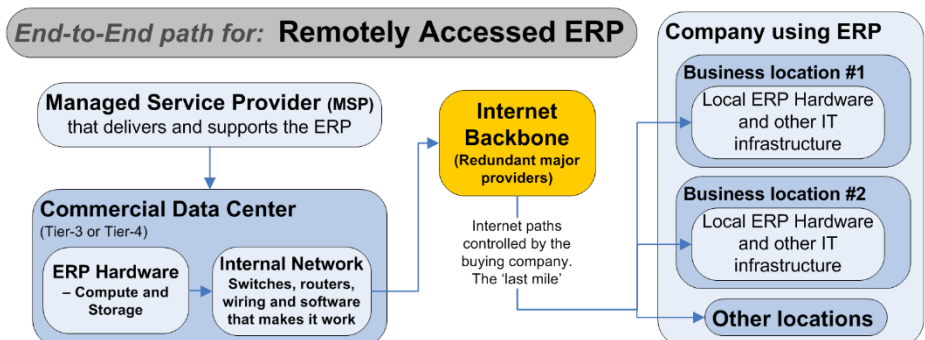 End-to-End path for: Remotely Accessed ERP
Managed Service Provider (MSP)
that delivers and supports the ERP
Commercial Data Center
(Tier-3 or Tier-4)
ERP Hardware
– Compute and
Storage
Internal Network
Switches, routers,
wiring and software
that makes it work
Internet
Backbone
(Redundant major
providers)
Internet paths
controlled by the
buying company.
The ‘last mile’
Company using ERP
Business location #1
Local ERP Hardware
and other IT
infrastructure
Business location #2
Local ERP Hardware
and other IT
infrastructure
Other locations